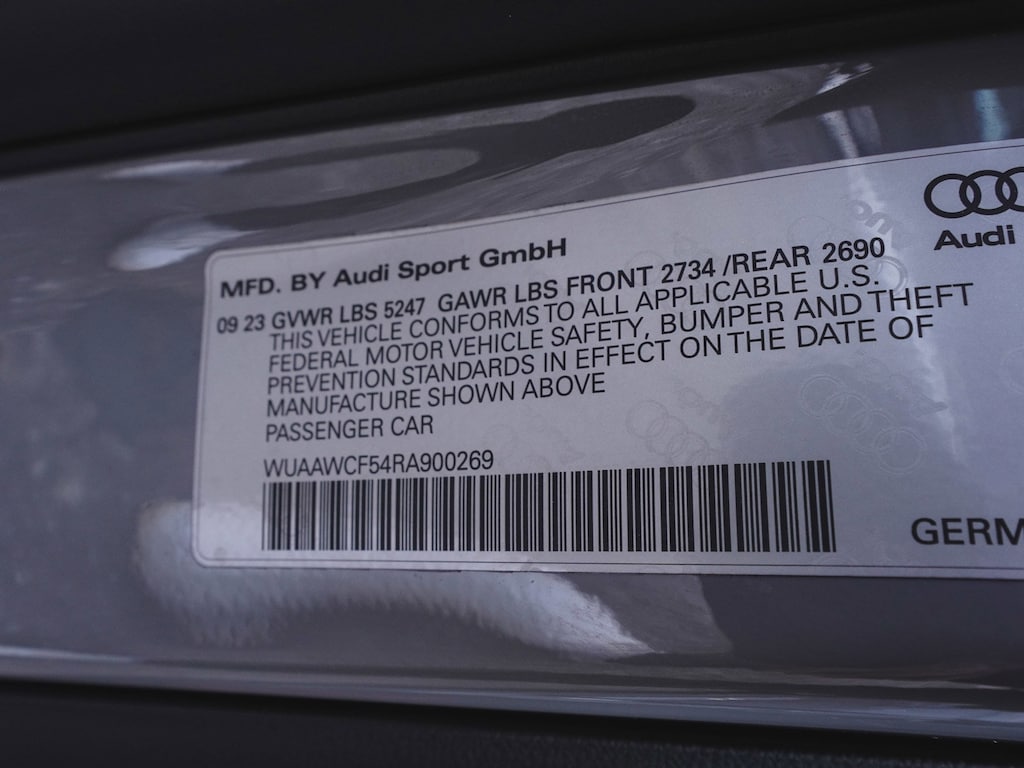 Audi
MFD. BY Audi Sport GmbH
09 23 GVWR LBS 5247 GAWR LBS FRONT 2734 /REAR 2690
THIS VEHICLE CONFORMS TO ALL APPLICABLE U.S.
FEDERAL MOTOR VEHICLE SAFETY, BUMPER AND THEFT
PREVENTION STANDARDS IN EFFECT ON THE DATE OF
MANUFACTURE SHOWN ABOVE
PASSENGER CAR
WUAAWCF54RA900269
GERM